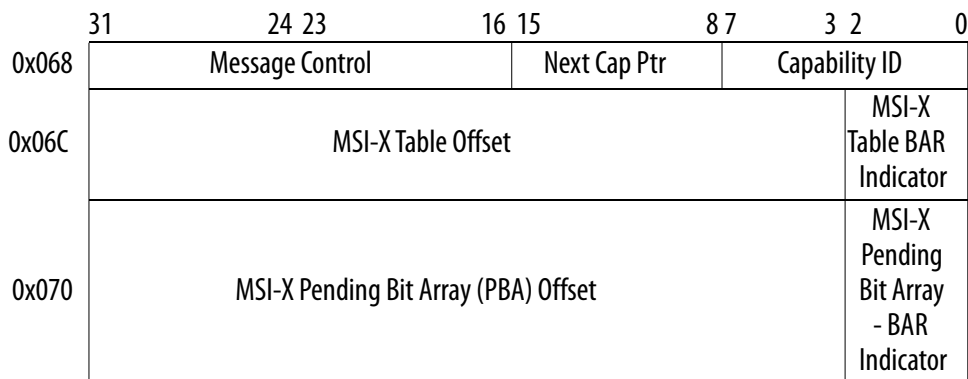 31 24 23 16 15 8 7 3 2 0
0x068 Message Control Next Cap Ptr Capability ID
0x06C MSI-X Table Offset MSI-X
Table BAR
Indicator
0x070 MSI-X Pending Bit Array (PBA) Offset MSI-X
Pending
Bit Array
- BAR
Indicator